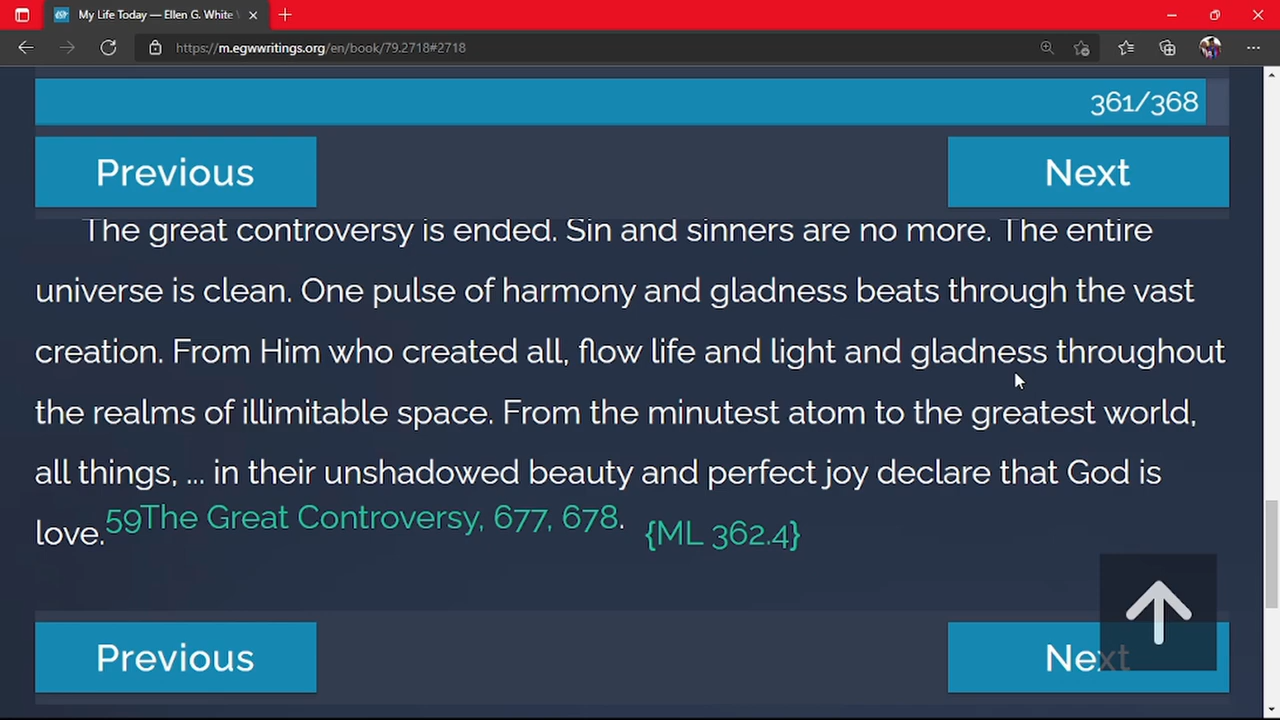 My Life Today — Ellen G. White
https://m.egwwritings.org/en/book/79.2718#2718
361/368
Previous Next
The great controversy is ended. Sin and sinners are no more. The entire
universe is clean. One pulse of harmony and gladness beats through the vast
creation. From Him who created all, flow life and light and gladness throughout
the realms of illimitable space. From the minutest atom to the greatest world,
all things, ... in their unshadowed beauty and perfect joy declare that God is
love.59The Great Controversy, 677, 678. {ML 362.4}
Previous Next